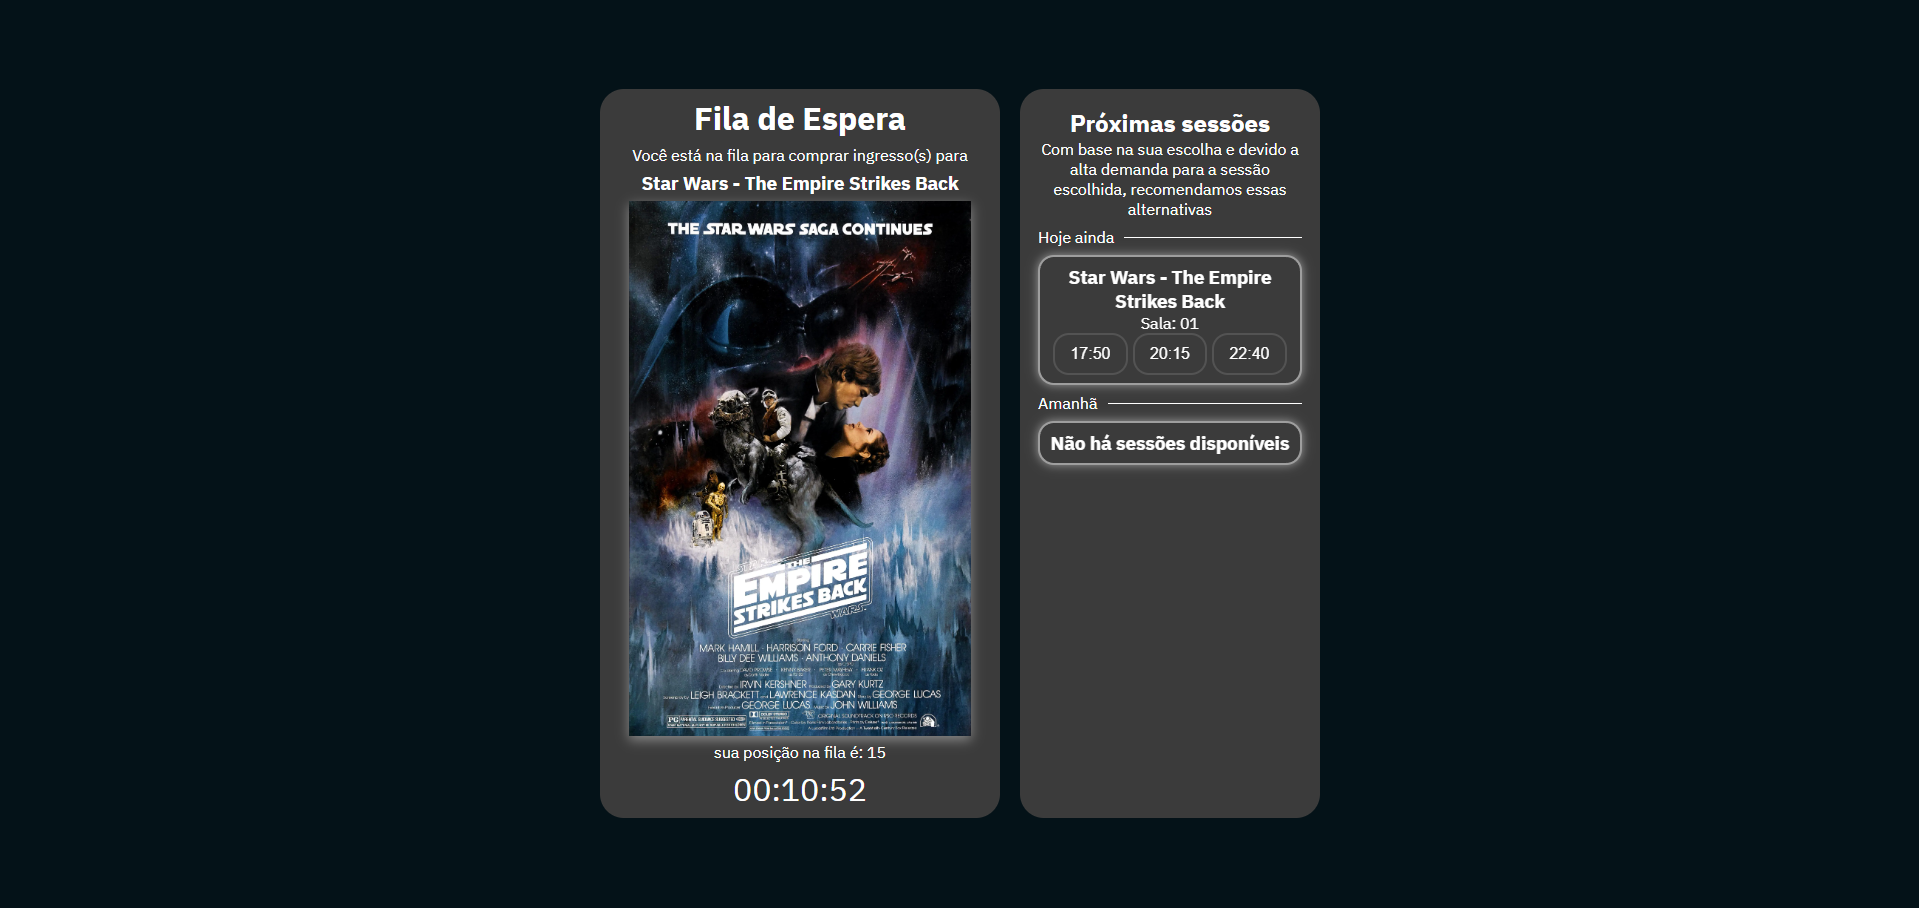 Fila de Espera
Você está na fila para comprar ingresso(s) para
Star Wars - The Empire Strikes Back
THE STAR WARS SAGA CONTINUES
THE
EMPIRE
STRIKES BACK
WARS
MARK HAMILL · HARRISON FORD · CARRIE FISHER
BILLY DEE WILLIAMS · ANTHONY DANIELS
IRVIN KERSHNER GARY KURTZ
LEIGH BRACKETT LAWRENCE KASDAN GEORGE LUCAS
GEORGE LUCAS JOHN WILLIAMS
PG
sua posição na fila é: 15
00:10:52
Próximas sessões
Com base na sua escolha e devido a
alta demanda para a sessão
escolhida, recomendamos essas
alternativas
Hoje ainda
Star Wars - The Empire
Strikes Back
Sala: 01
17:50 20:15 22:40
Amanhã
Não há sessões disponíveis